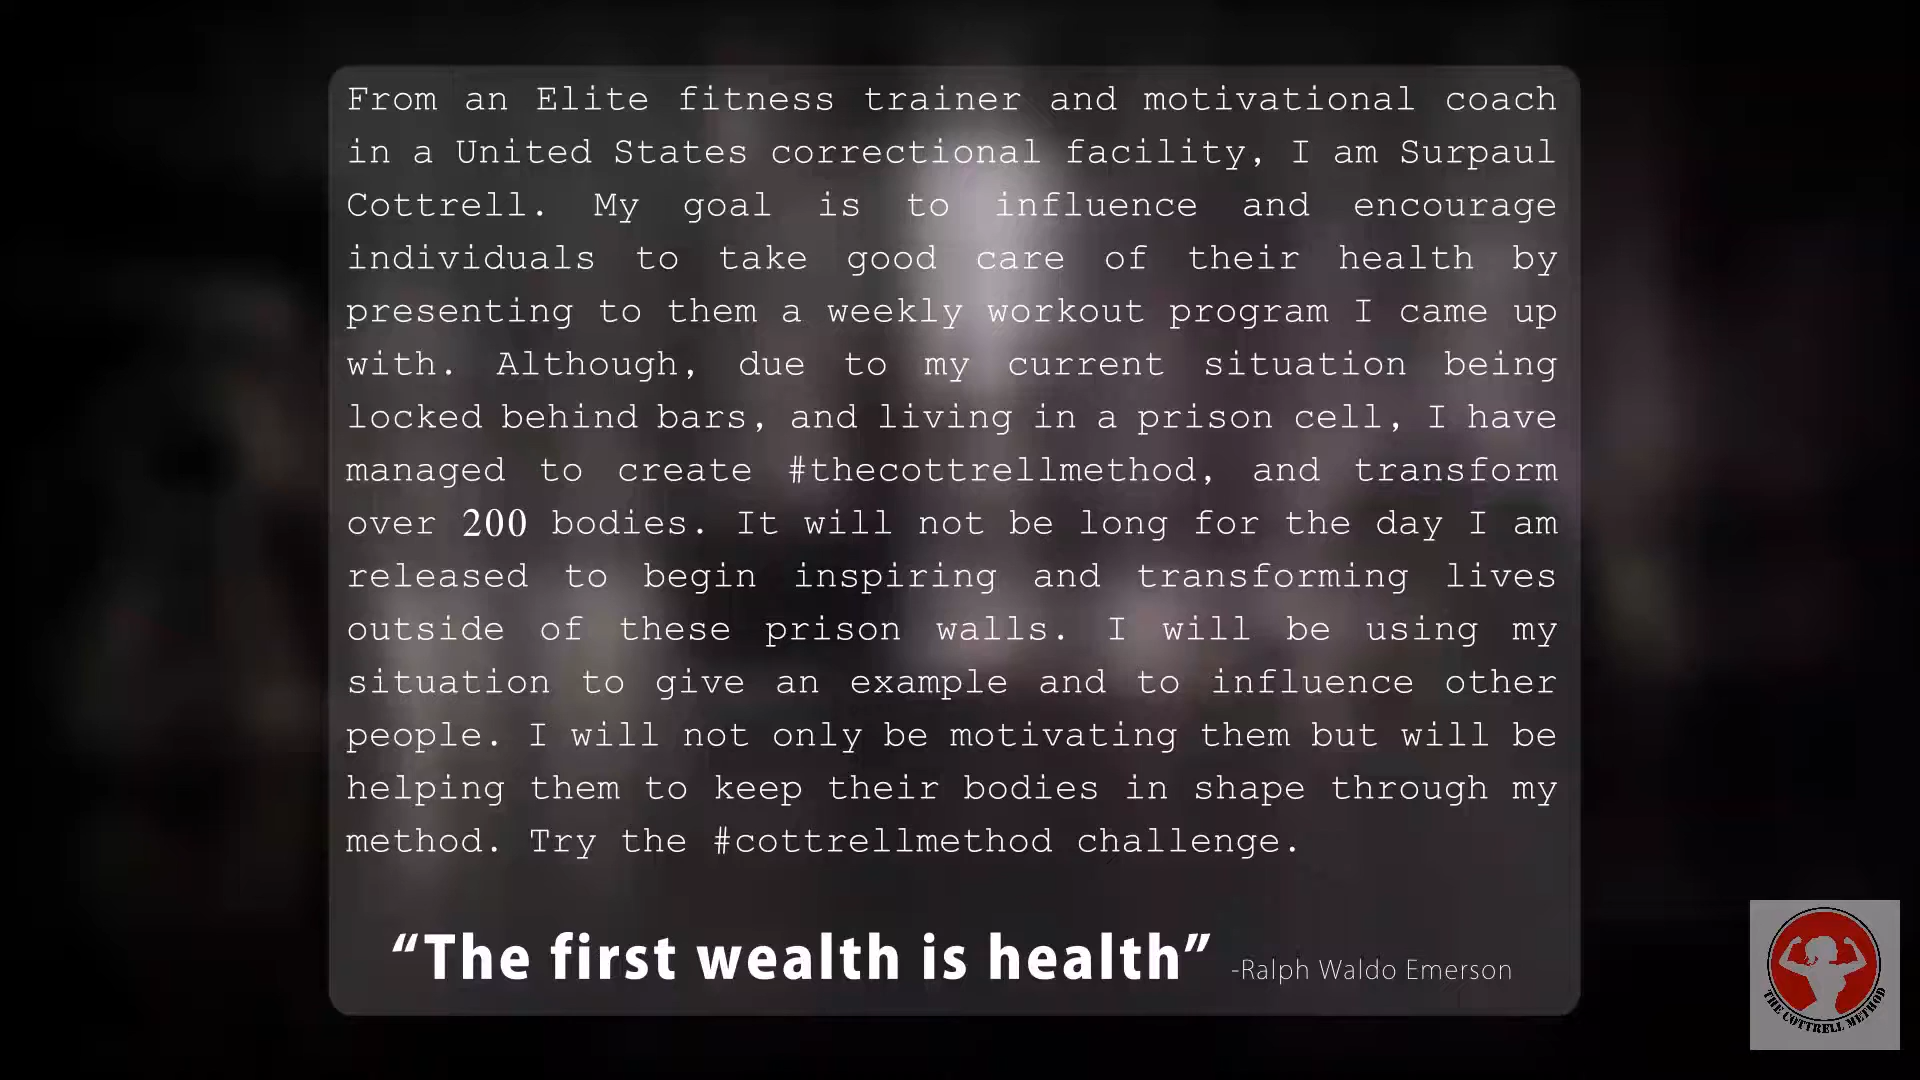 From an Elite fitness trainer and motivational coach
in a United States correctional facility, I am Surpaul
Cottrell. My goal is to influence and encourage
individuals to take good care of their health by
presenting to them a weekly workout program I came up
with. Although, due to my current situation being
locked behind bars, and living in a prison cell, I have
managed to create #thecottrellmethod, and transform
over 200 bodies. It will not be long for the day I am
released to begin inspiring and transforming lives
outside of these prison walls. I will be using my
situation to give an example and to influence other
people. I will not only be motivating them but will be
helping them to keep their bodies in shape through my
method. Try the #cottrellmethod challenge.
“The first wealth is health” -Ralph Waldo Emerson
THE COTTRELL METHOD